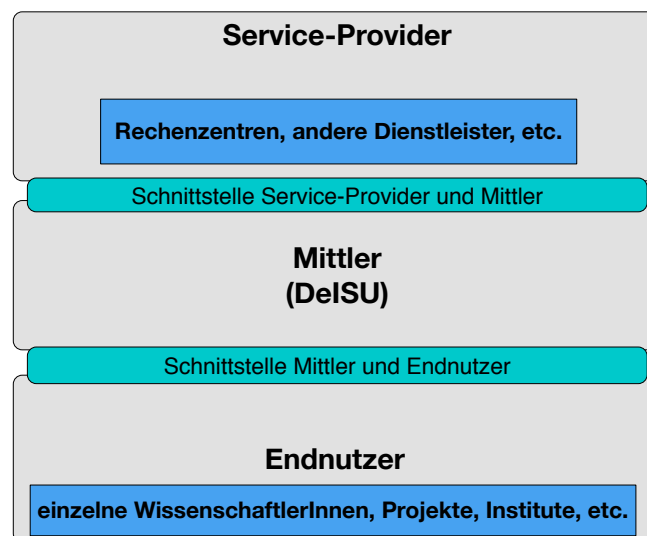 Service-Provider
Rechenzentren, andere Dienstleister, etc.
Schnittstelle Service-Provider und Mittler
Mittler
(DeISU)
Schnittstelle Mittler und Endnutzer
Endnutzer
einzelne WissenschaftlerInnen, Projekte, Institute, etc.